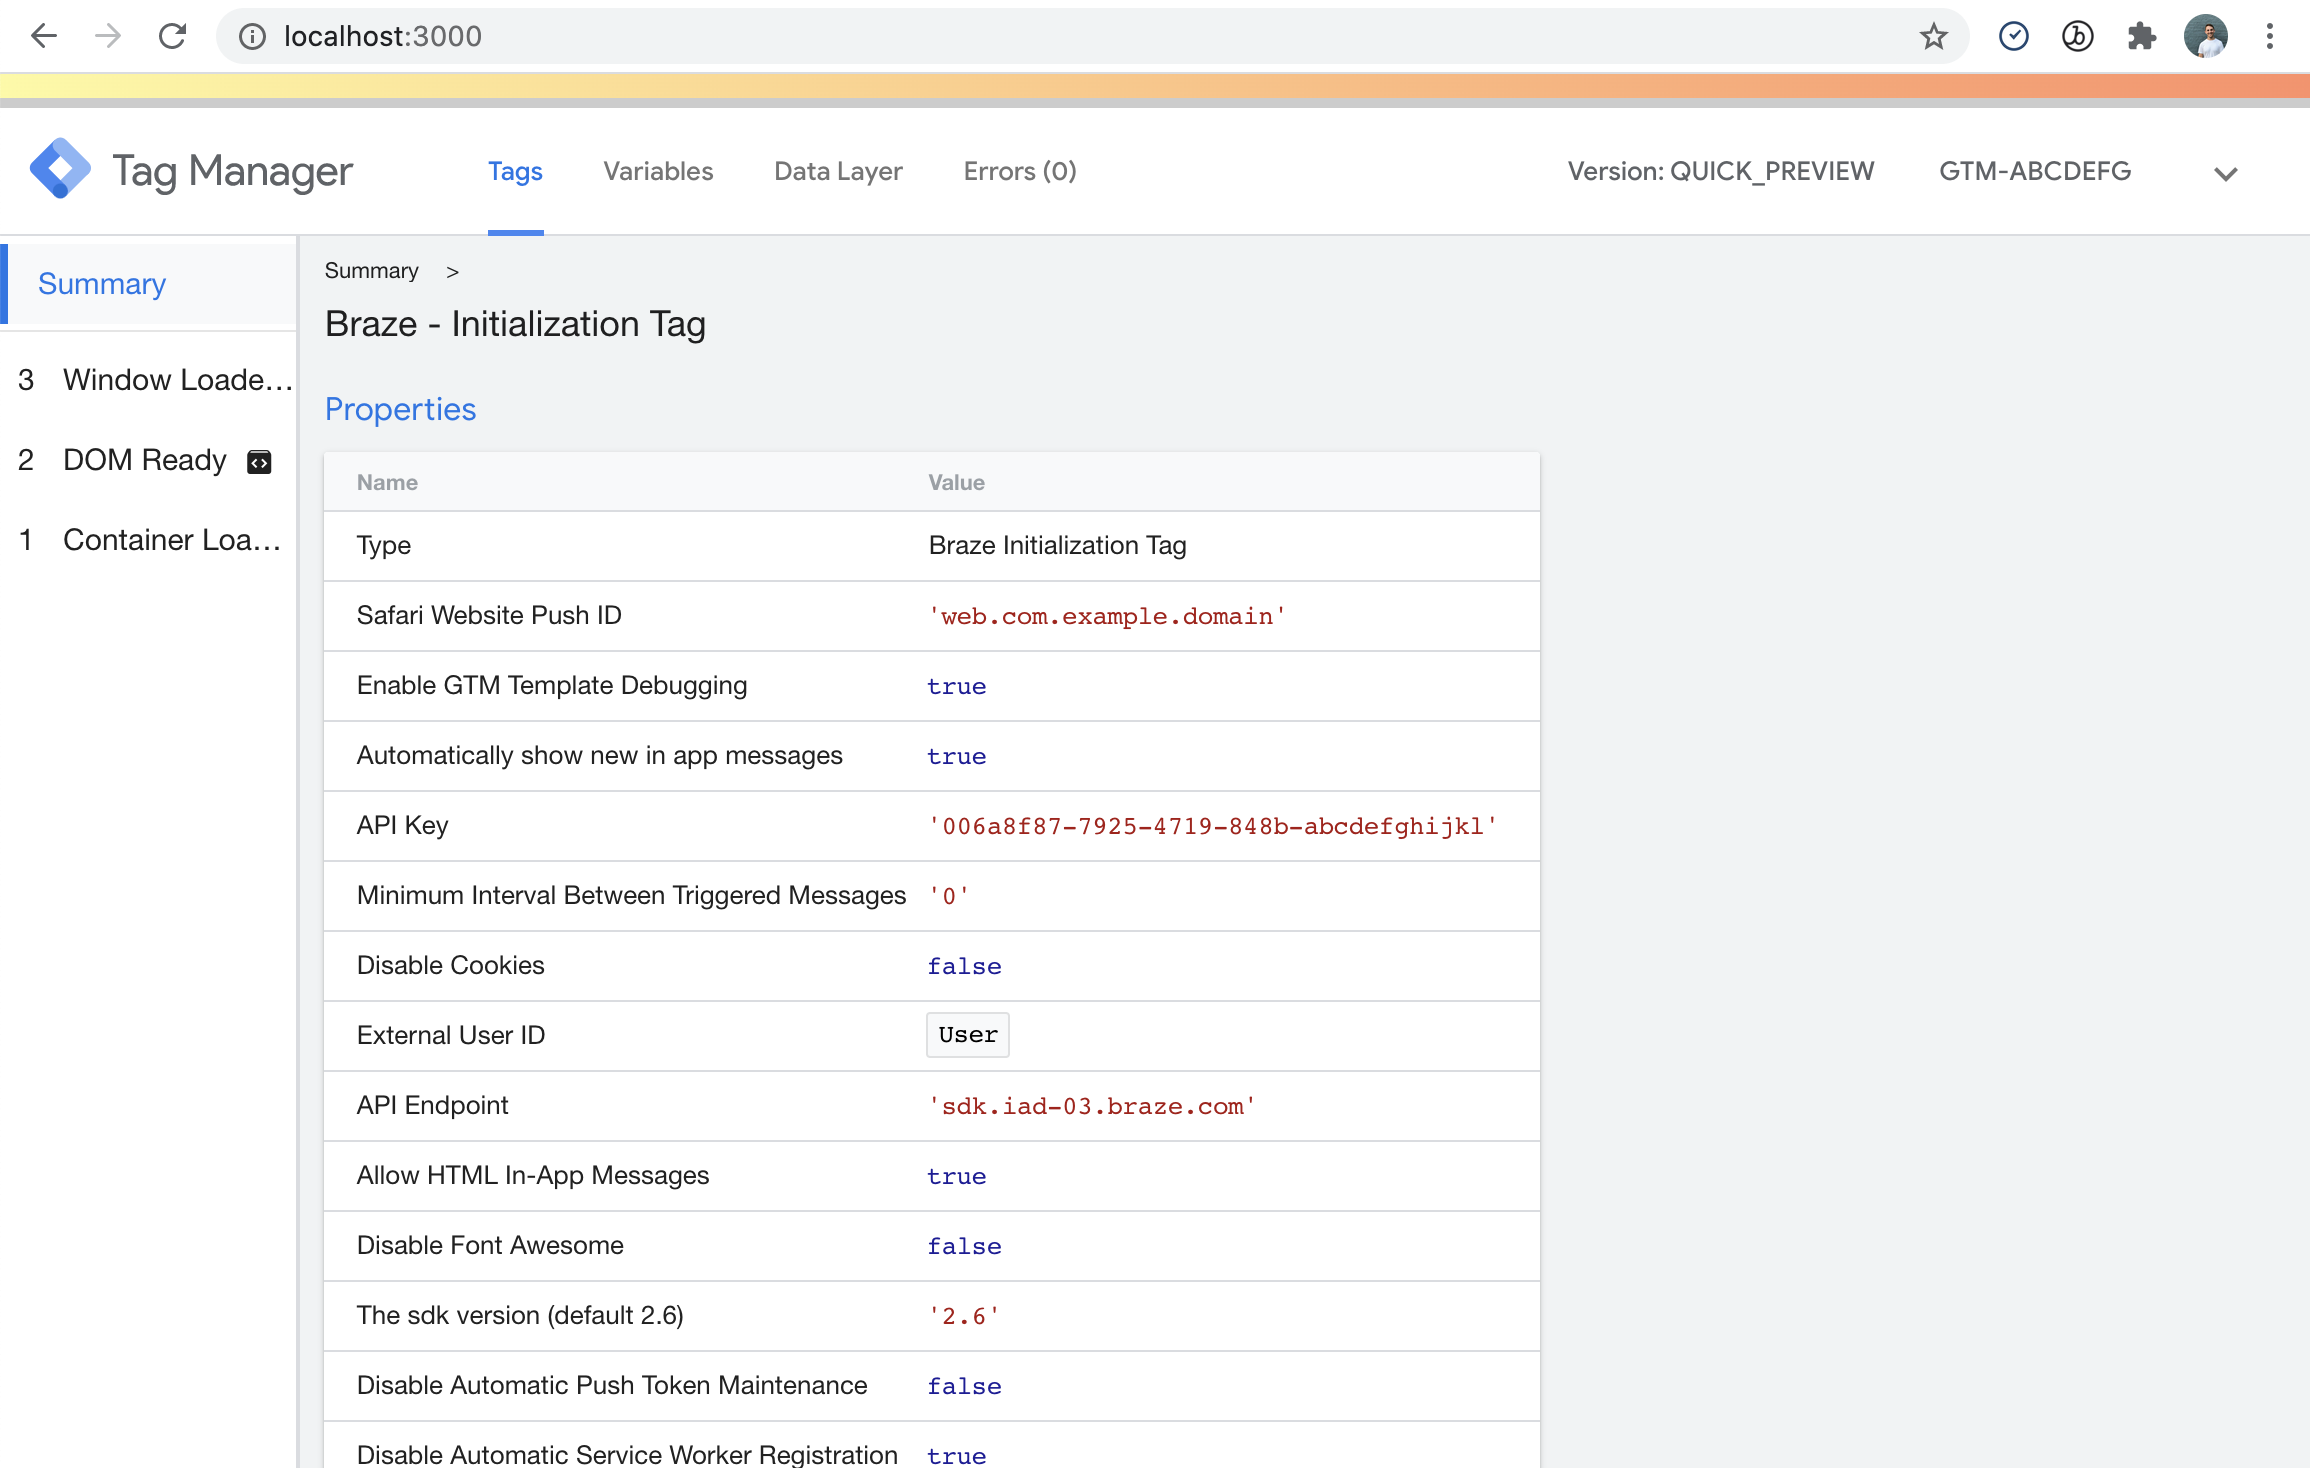 localhost:3000
Tag Manager
Tags
Variables
Data Layer
Errors (0)
Version: QUICK_PREVIEW
GTM-ABCDEFG
Summary
3 Window Loade...
2 DOM Ready
1 Container Loa...
Summary >
Braze - Initialization Tag
Properties
Name Value
Type Braze Initialization Tag
Safari Website Push ID 'web.com.example.domain'
Enable GTM Template Debugging true
Automatically show new in app messages true
API Key '006a8f87-7925-4719-848b-abcdefghijkl'
Minimum Interval Between Triggered Messages '0'
Disable Cookies false
External User ID User
API Endpoint 'sdk.iad-03.braze.com'
Allow HTML In-App Messages true
Disable Font Awesome false
The sdk version (default 2.6) '2.6'
Disable Automatic Push Token Maintenance false
Disable Automatic Service Worker Registration true